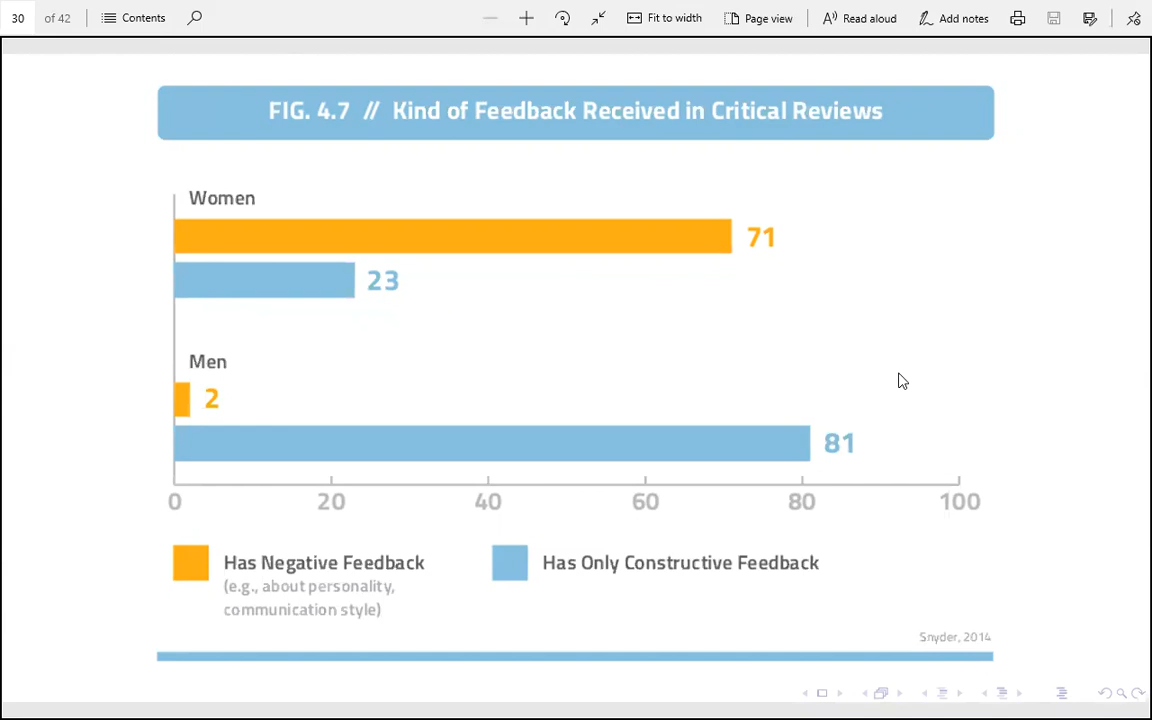 30 of 42 Contents Fit to width Page view Read aloud Add notes
FIG. 4.7 // Kind of Feedback Received in Critical Reviews
Women
71
23
Men
2
81
0 20 40 60 80 100
Has Negative Feedback
(e.g., about personality,
communication style)
Has Only Constructive Feedback
Snyder, 2014